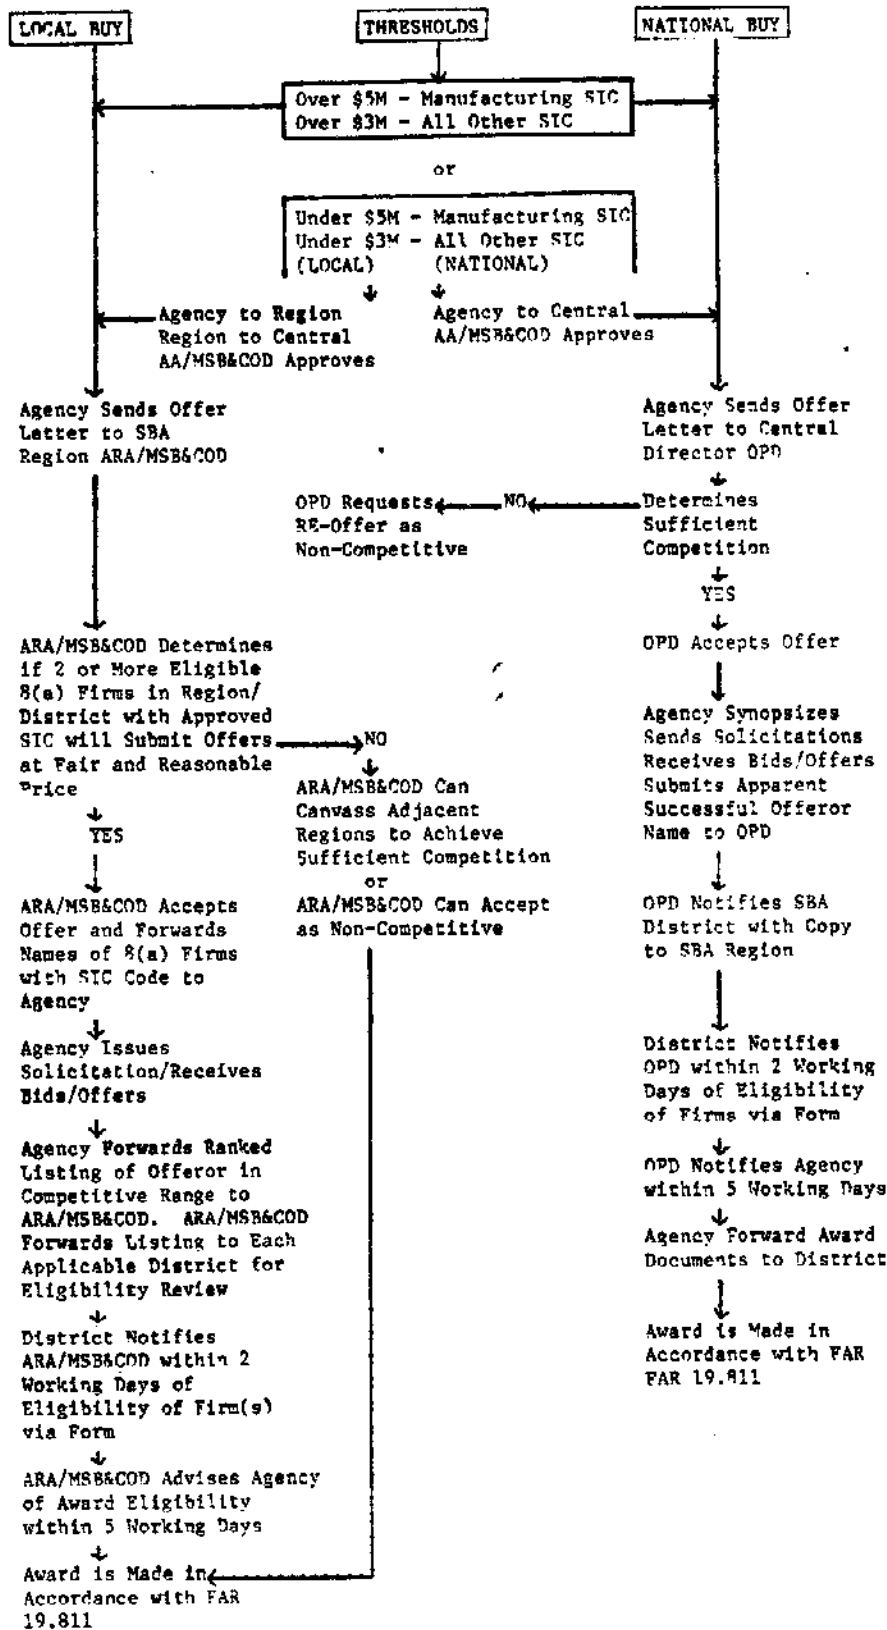 LOCAL BUY
THRESHOLDS
NATIONAL BUY
Over $5M - Manufacturing SIC
Over $3M - All Other SIC
or
Under $5M - Manufacturing SIC
Under $3M - All Other SIC
(LOCAL) (NATIONAL)
Agency to Region
Region to Central
AA/MSB&COD Approves
Agency to Central
AA/MSB&COD Approves
Agency Sends Offer
Letter to SBA
Region ARA/MSB&COD
Agency Sends Offer
Letter to Central
Director OPD
OPD Requests
RE-Offer as
Non-Competitive
NO
Determines
Sufficient
Competition
YES
OPD Accepts Offer
ARA/MSB&COD Determines
if 2 or More Eligible
8(a) Firms in Region/
District with Approved
SIC will Submit Offers
at Fair and Reasonable
Price
NO
YES
ARA/MSB&COD Can
Canvass Adjacent
Regions to Achieve
Sufficient Competition
or
ARA/MSB&COD Can Accept
as Non-Competitive
Agency Synopsizes
Sends Solicitations
Receives Bids/Offers
Submits Apparent
Successful Offeror
Name to OPD
ARA/MSB&COD Accepts
Offer and Forwards
Names of 8(a) Firms
with SIC Code to
Agency
OPD Notifies SBA
District with Copy
to SBA Region
Agency Issues
Solicitation/Receives
Bids/Offers
District Notifies
OPD within 2 Working
Days of Eligibility
of Firms via Form
Agency Forwards Ranked
Listing of Offeror in
Competitive Range to
ARA/MSB&COD. ARA/MSB&COD
Forwards Listing to Each
Applicable District for
Eligibility Review
OPD Notifies Agency
within 5 Working Days
Agency Forward Award
Documents to District
District Notifies
ARA/MSB&COD within 2
Working Days of
Eligibility of Firm(s)
via Form
Award is Made in
Accordance with FAR
FAR 19.811
ARA/MSB&COD Advises Agency
of Award Eligibility
within 5 Working Days
Award is Made in
Accordance with FAR
19.811